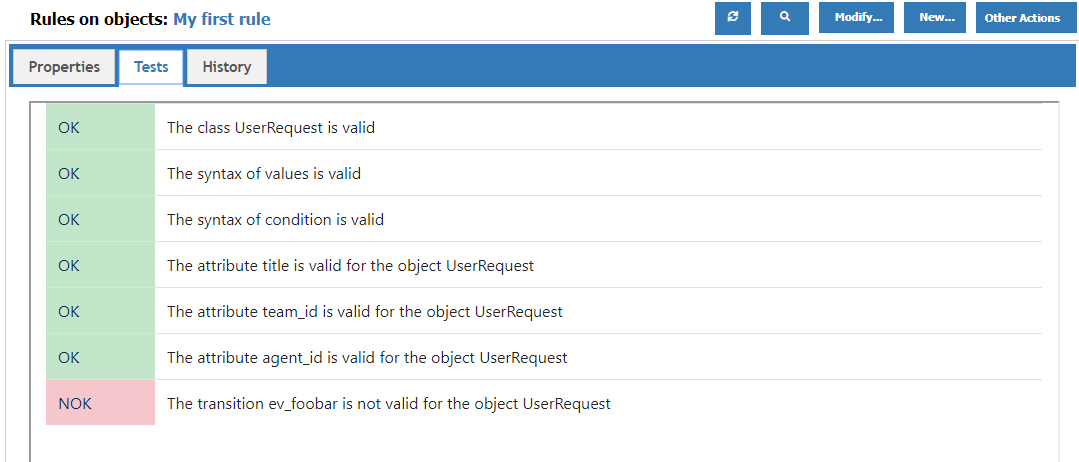 Rules on objects: My first rule
Modify... New... Other Actions
Properties Tests History
OK The class UserRequest is valid
OK The syntax of values is valid
OK The syntax of condition is valid
OK The attribute title is valid for the object UserRequest
OK The attribute team_id is valid for the object UserRequest
OK The attribute agent_id is valid for the object UserRequest
NOK The transition ev_foobar is not valid for the object UserRequest